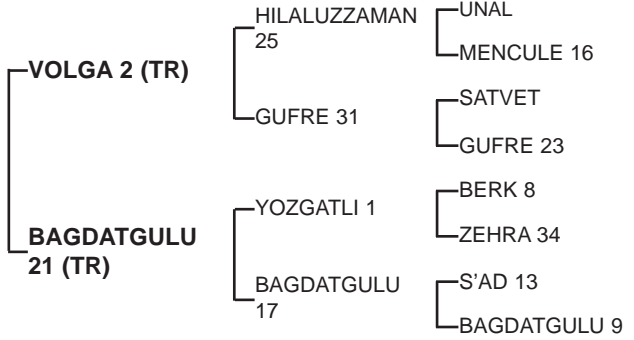 VOLGA 2 (TR)
HILALUZZAMAN
25
UNAL
MENCULE 16
GUFRE 31
SATVET
GUFRE 23
BAGDATGULU
21 (TR)
YOZGATLI 1
BERK 8
ZEHRA 34
BAGDATGULU
17
S'AD 13
BAGDATGULU 9